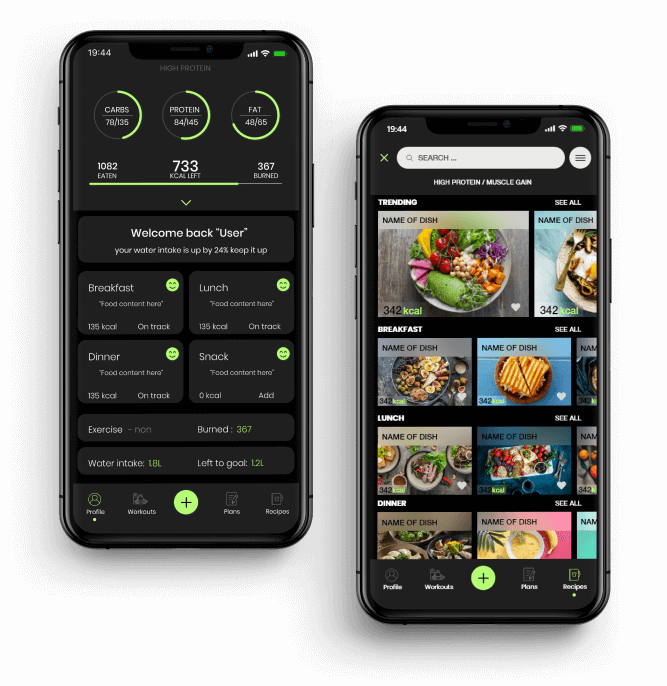 19:44
HIGH PROTEIN
CARBS
78/135
PROTEIN
84/145
FAT
48/65
1082
EATEN
733
KCAL LEFT
367
BURNED
Welcome back "User"
your water intake is up by 24% keep it up
Breakfast
"Food content here"
135 kcal On track
Lunch
"Food content here"
135 kcal On track
Dinner
"Food content here"
135 kcal On track
Snack
"Food content here"
0 kcal Add
Exercise - non Burned : 367
Water intake: 1.8L Left to goal: 1.2L
Profile Workouts + Plans Recipes
19:44
SEARCH ...
HIGH PROTEIN / MUSCLE GAIN
TRENDING SEE ALL
NAME OF DISH
342 kcal
NAME OF DISH
342 kcal
BREAKFAST SEE ALL
NAME OF DISH
342 kcal
NAME OF DISH
342 kcal
NAM
342
LUNCH SEE ALL
NAME OF DISH
342 kcal
NAME OF DISH
342 kcal
NAM
342
DINNER SEE ALL
NAME OF DISH
NAME OF DISH
NAM
Profile Workouts + Plans Recipes